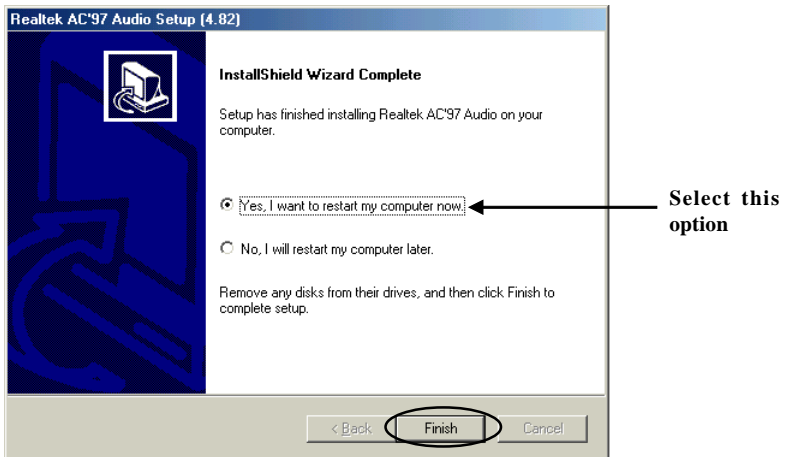 Realtek AC'97 Audio Setup (4.82)
InstallShield Wizard Complete
Setup has finished installing Realtek AC'97 Audio on your
computer.
Yes, I want to restart my computer now.
Select this
option
No, I will restart my computer later.
Remove any disks from their drives, and then click Finish to
complete setup.
< Back
Finish
Cancel